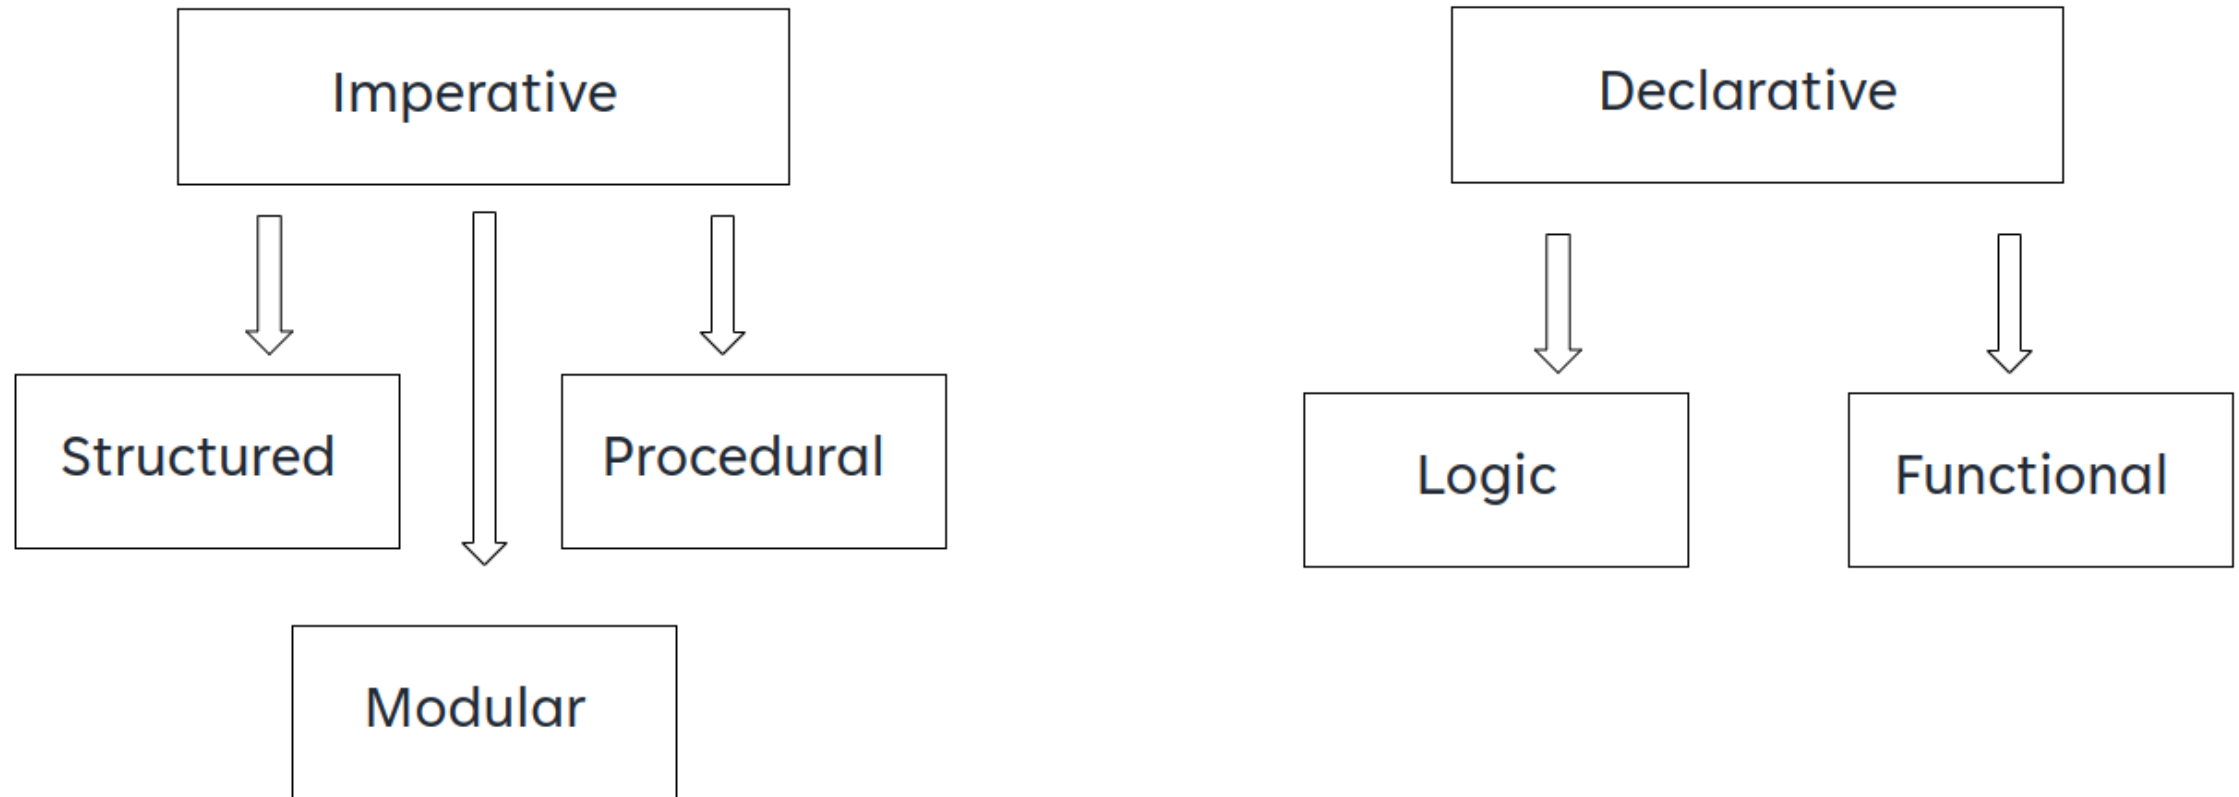 Imperative
Declarative
Structured
Procedural
Logic
Functional
Modular